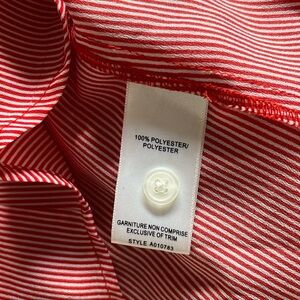 100% POLYESTER/
POLYESTER
GARNITURE NON COMPRISE
EXCLUSIVE OF TRIM
STYLE A010763